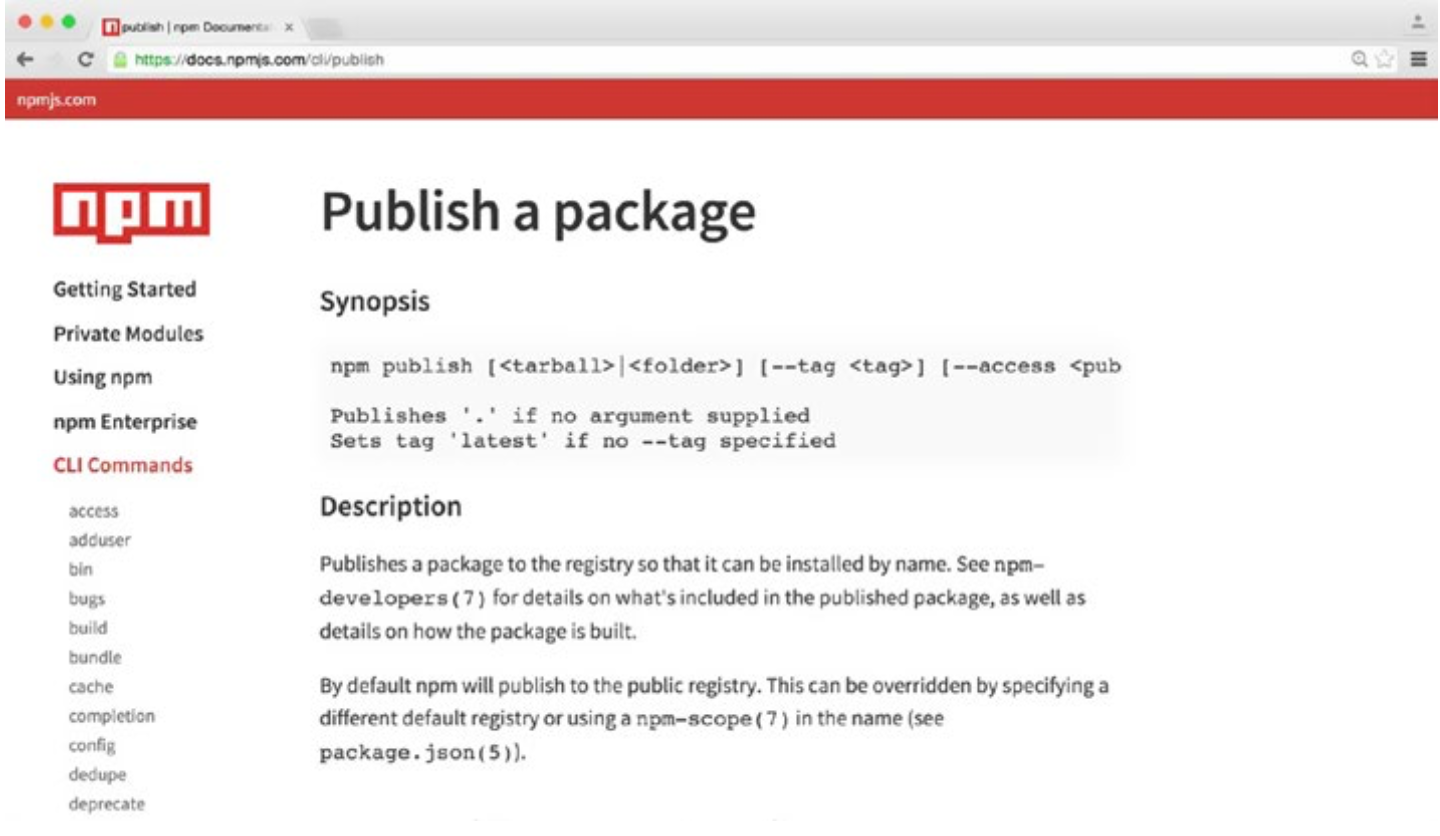 publish | npm Documenta
https://docs.npmjs.com/cli/publish
npmjs.com
npm
Publish a package
Getting Started
Synopsis
Private Modules
npm publish [<tarball>|<folder>] [--tag <tag>] [--access <pub
Using npm
Publishes '.' if no argument supplied
npm Enterprise
Sets tag 'latest' if no --tag specified
CLI Commands
Description
access
adduser
bin
bugs
build
bundle
cache
completion
config
dedupe
deprecate
Publishes a package to the registry so that it can be installed by name. See npm-
developers(7) for details on what's included in the published package, as well as
details on how the package is built.
By default npm will publish to the public registry. This can be overridden by specifying a
different default registry or using a npm-scope(7) in the name (see
package.json(5)).